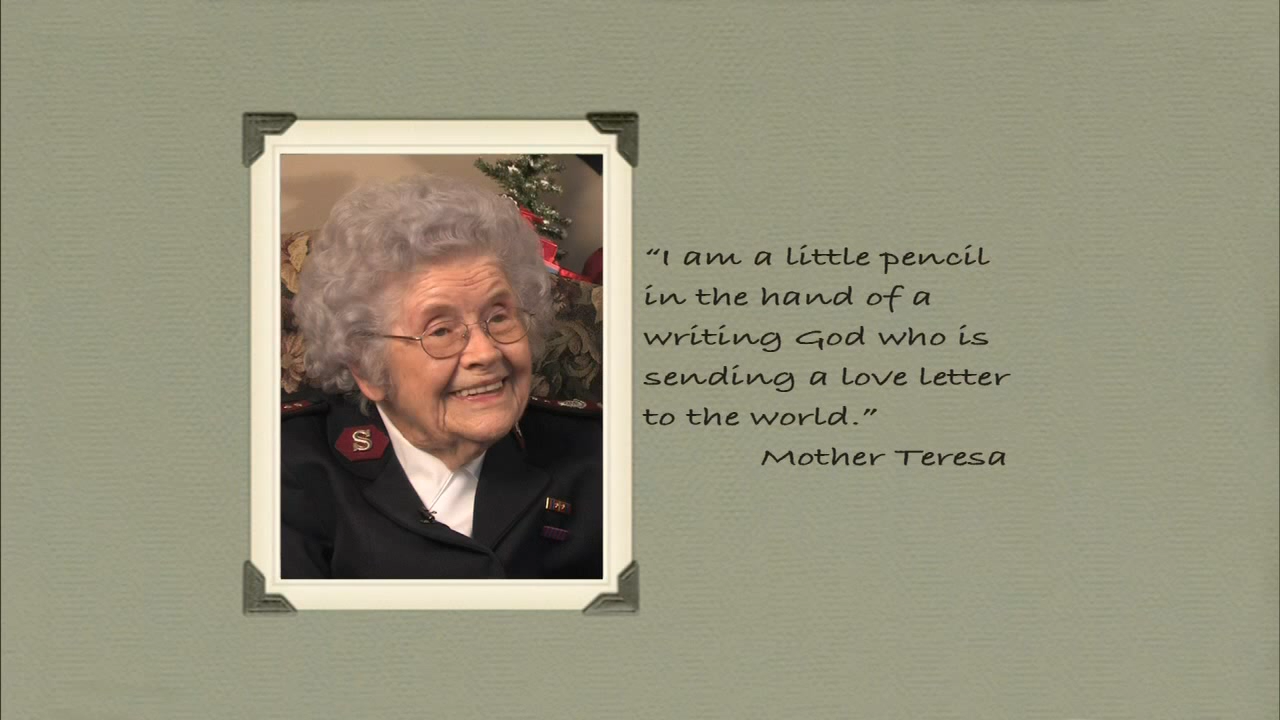 S
“I am a little pencil
in the hand of a
writing God who is
sending a love letter
to the world.”
Mother Teresa